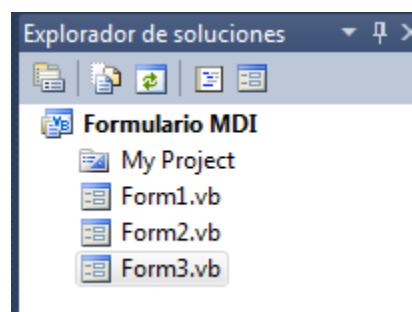 Explorador de soluciones
Formulario MDI
My Project
Form1.vb
Form2.vb
Form3.vb